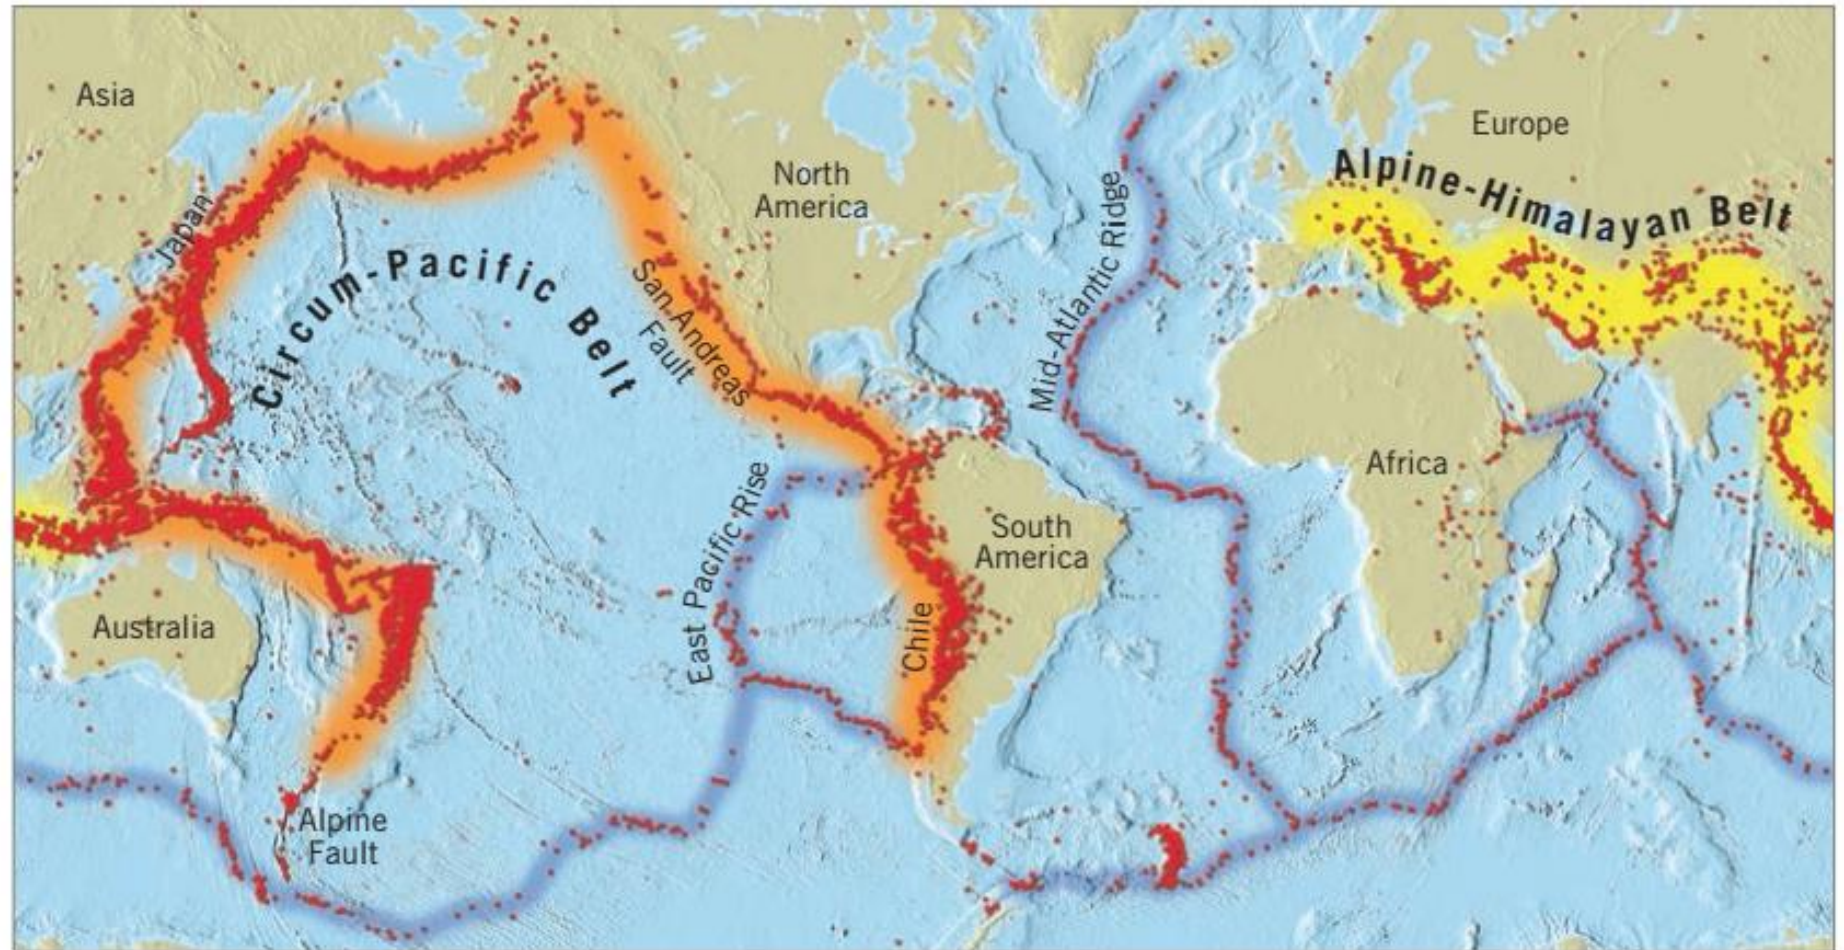 Asia
Europe
Alpine-Himalayan Belt
North
America
Japan
Circum-Pacific Belt
San Andreas
Fault
Mid-Atlantic Ridge
Africa
East Pacific Rise
South
America
Chile
Australia
Alpine
Fault